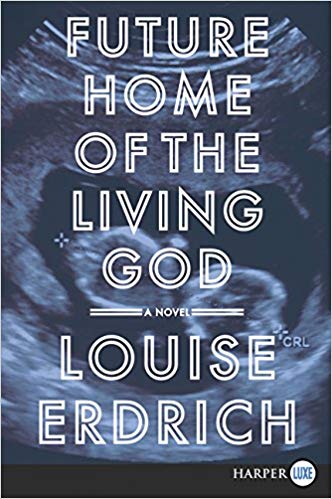 FUTURE
HOME
OF THE
LIVING
GOD
A NOVEL
LOUISE
CRL
ERDRICH
HARPER LUXE